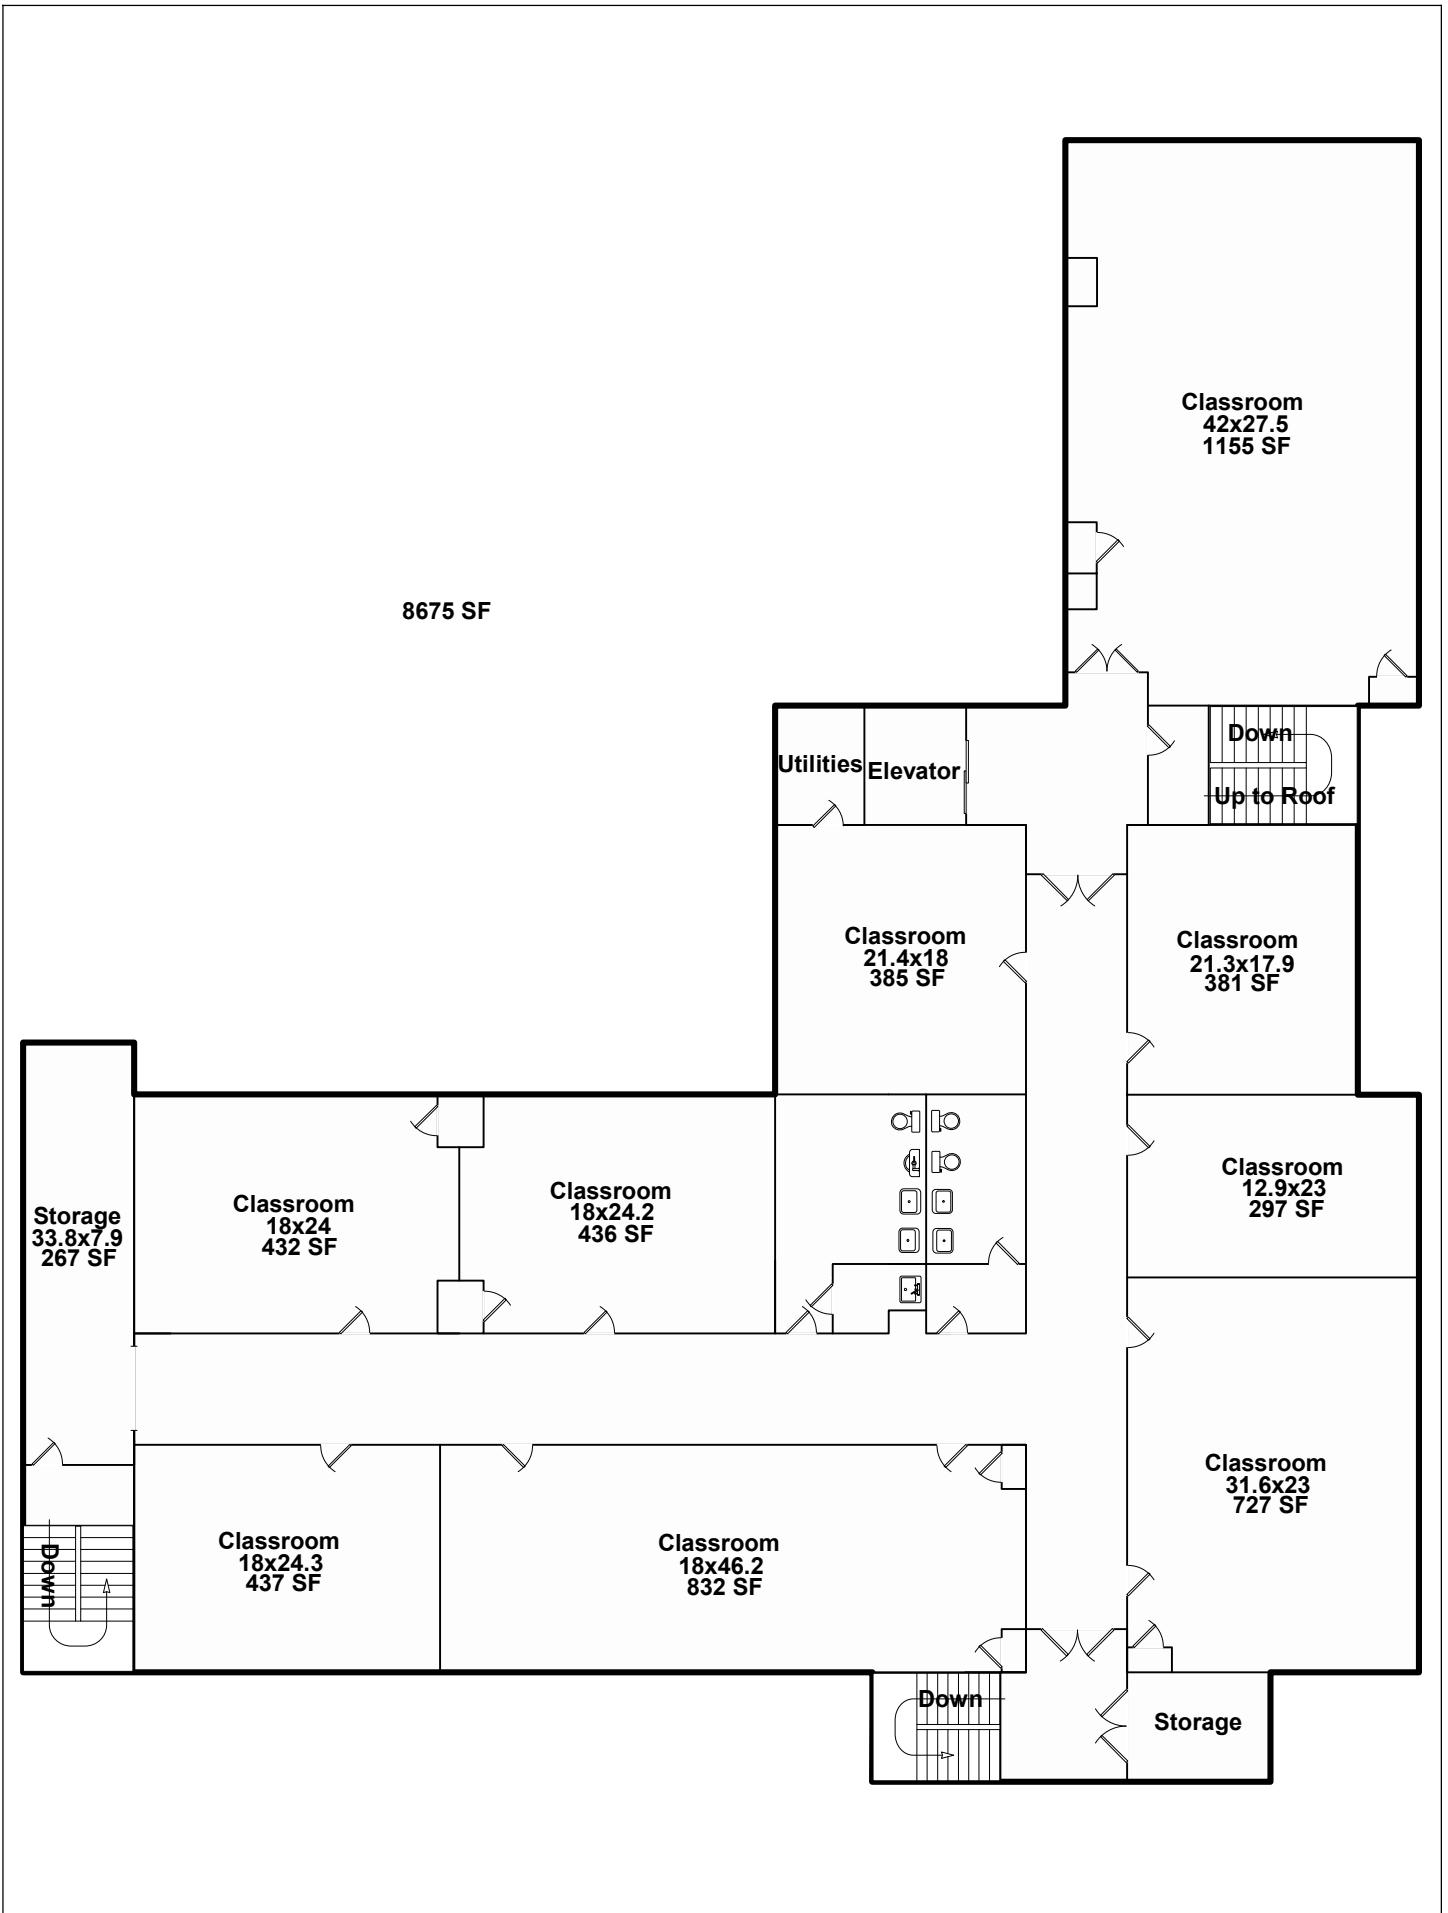 Classroom
42x27.5
1155 SF
8675 SF
Down
Up to Roof
Utilities
Elevator
Classroom
21.4x18
385 SF
Classroom
21.3x17.9
381 SF
Classroom
12.9x23
297 SF
Storage
33.8x7.9
267 SF
Classroom
18x24
432 SF
Classroom
18x24.2
436 SF
Classroom
31.6x23
727 SF
Down
Classroom
18x24.3
437 SF
Classroom
18x46.2
832 SF
Down
Storage